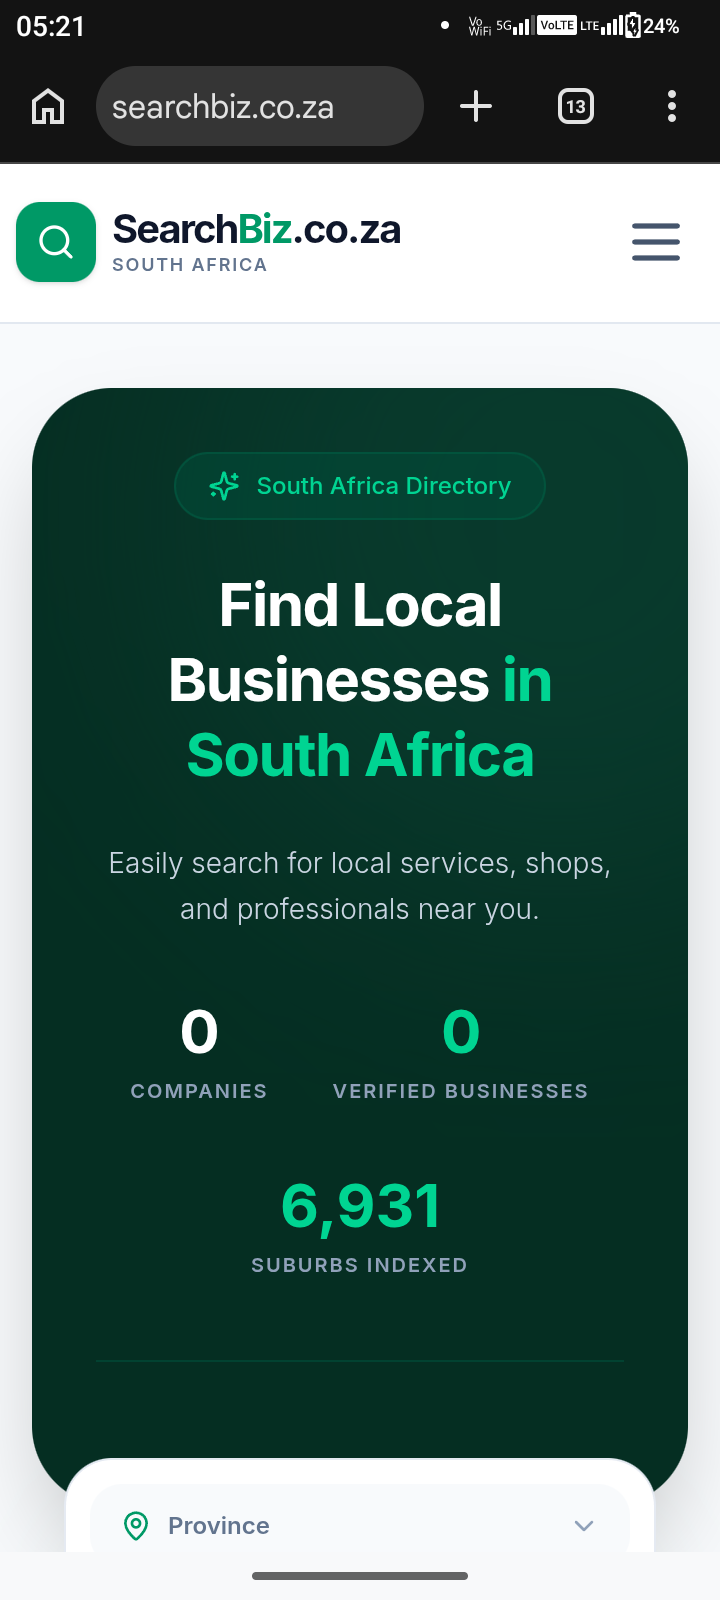 05:21
Vo WiFi 5G VoLTE LTE 24%
searchbiz.co.za
13
SearchBiz.co.za
SOUTH AFRICA
South Africa Directory
Find Local
Businesses in
South Africa
Easily search for local services, shops,
and professionals near you.
0 0
COMPANIES VERIFIED BUSINESSES
6,931
SUBURBS INDEXED
Province